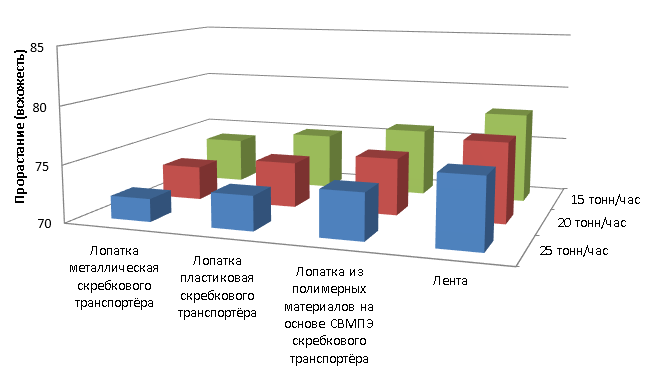 Прорастание (всхожесть)
85
80
75
70
15 тонн/час
20 тонн/час
25 тонн/час
Лопатка
металлическая
скребкового
транспортёра
Лопатка
пластиковая
скребкового
транспортёра
Лопатка из
полимерных
материалов на
основе СВМПЭ
скребкового
транспортёра
Лента